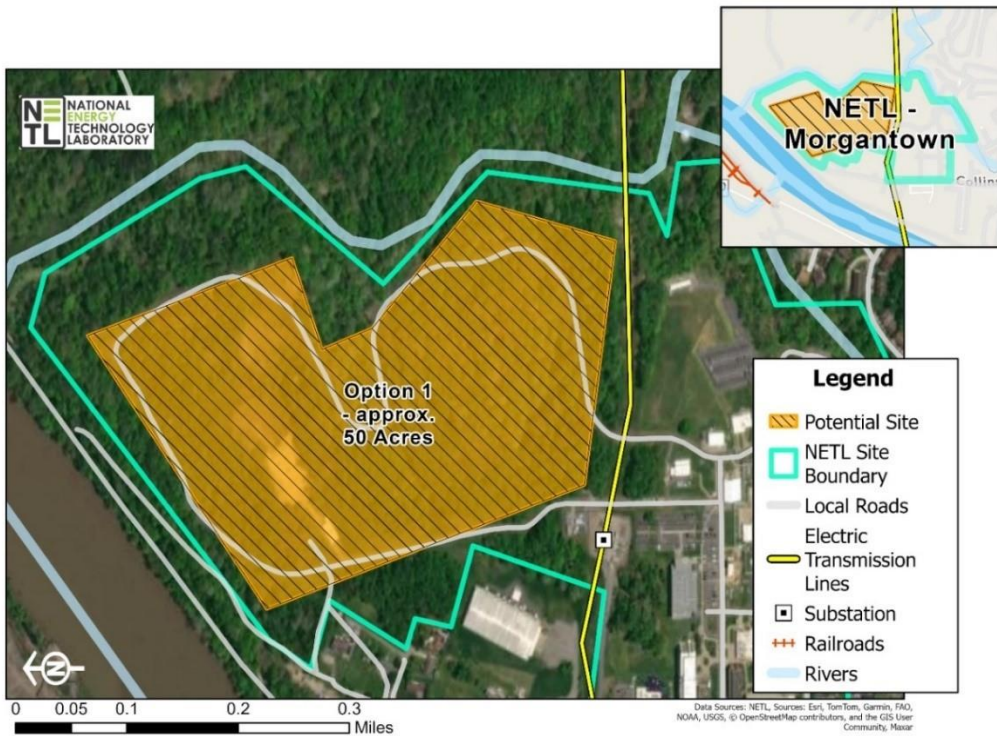 NETL
NATIONAL
ENERGY
TECHNOLOGY
LABORATORY
NETL -
Morgantown
Option 1
- approx.
50 Acres
Legend
Potential Site
NETL Site
Boundary
Local Roads
Electric
Transmission
Lines
Substation
Railroads
Rivers
N
0 0.05 0.1 0.2 0.3
Miles
Data Sources: NETL, Sources: Esri, TomTom, Garmin, FAO,
NOAA, USGS, © OpenStreetMap contributors, and the GIS User
Community, Maxar